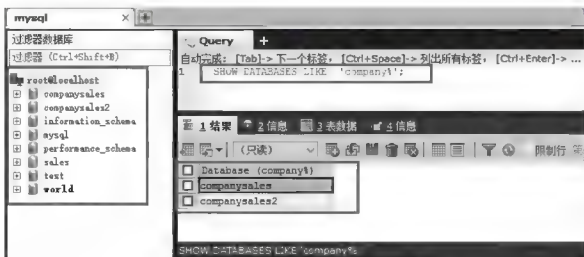 mysql
过滤器数据库
过滤器 (Ctrl+Shift+B)
root@localhost
companysales
companysales2
information_schema
mysql
performance_schema
sales
test
world
Query
自动完成: [Tab]-> 下一个标签, [Ctrl+Space]-> 列出所有标签, [Ctrl+Enter]-> ...
1 SHOW DATABASES LIKE 'company%';
1 结果 2 信息 3 表数据 4 信息
(只读) 限制行
Database (company%)
companysales
companysales2
SHOW DATABASES LIKE 'company%